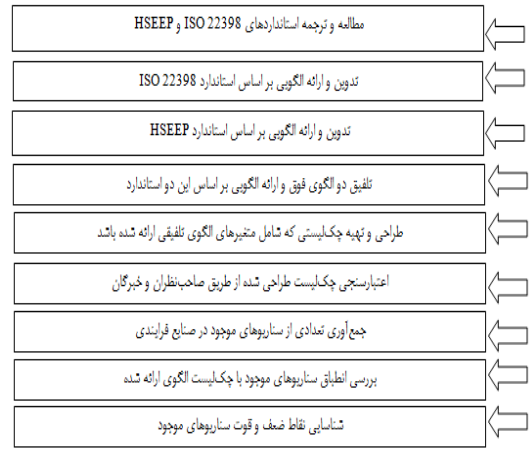 مطالعه و ترجمه استانداردهای ISO 22398 و HSEEP
تدوین و ارائه الگویی بر اساس استاندارد ISO 22398
تدوین و ارائه الگویی بر اساس استاندارد HSEEP
تلفیق دو الگوی فوق و ارائه الگویی بر اساس این دو استاندارد
طراحی و تهیه چک‌لیستی که شامل متغیرهای الگوی تلفیقی ارائه شده باشد
اعتبارسنجی چک‌لیست طراحی شده از طریق صاحب‌نظران و خبرگان
جمع‌آوری تعدادی از سناریوهای موجود در صنایع فرایندی
بررسی انطباق سناریوهای موجود با چک‌لیست الگوی ارائه شده
شناسایی نقاط ضعف و قوت سناریوهای موجود